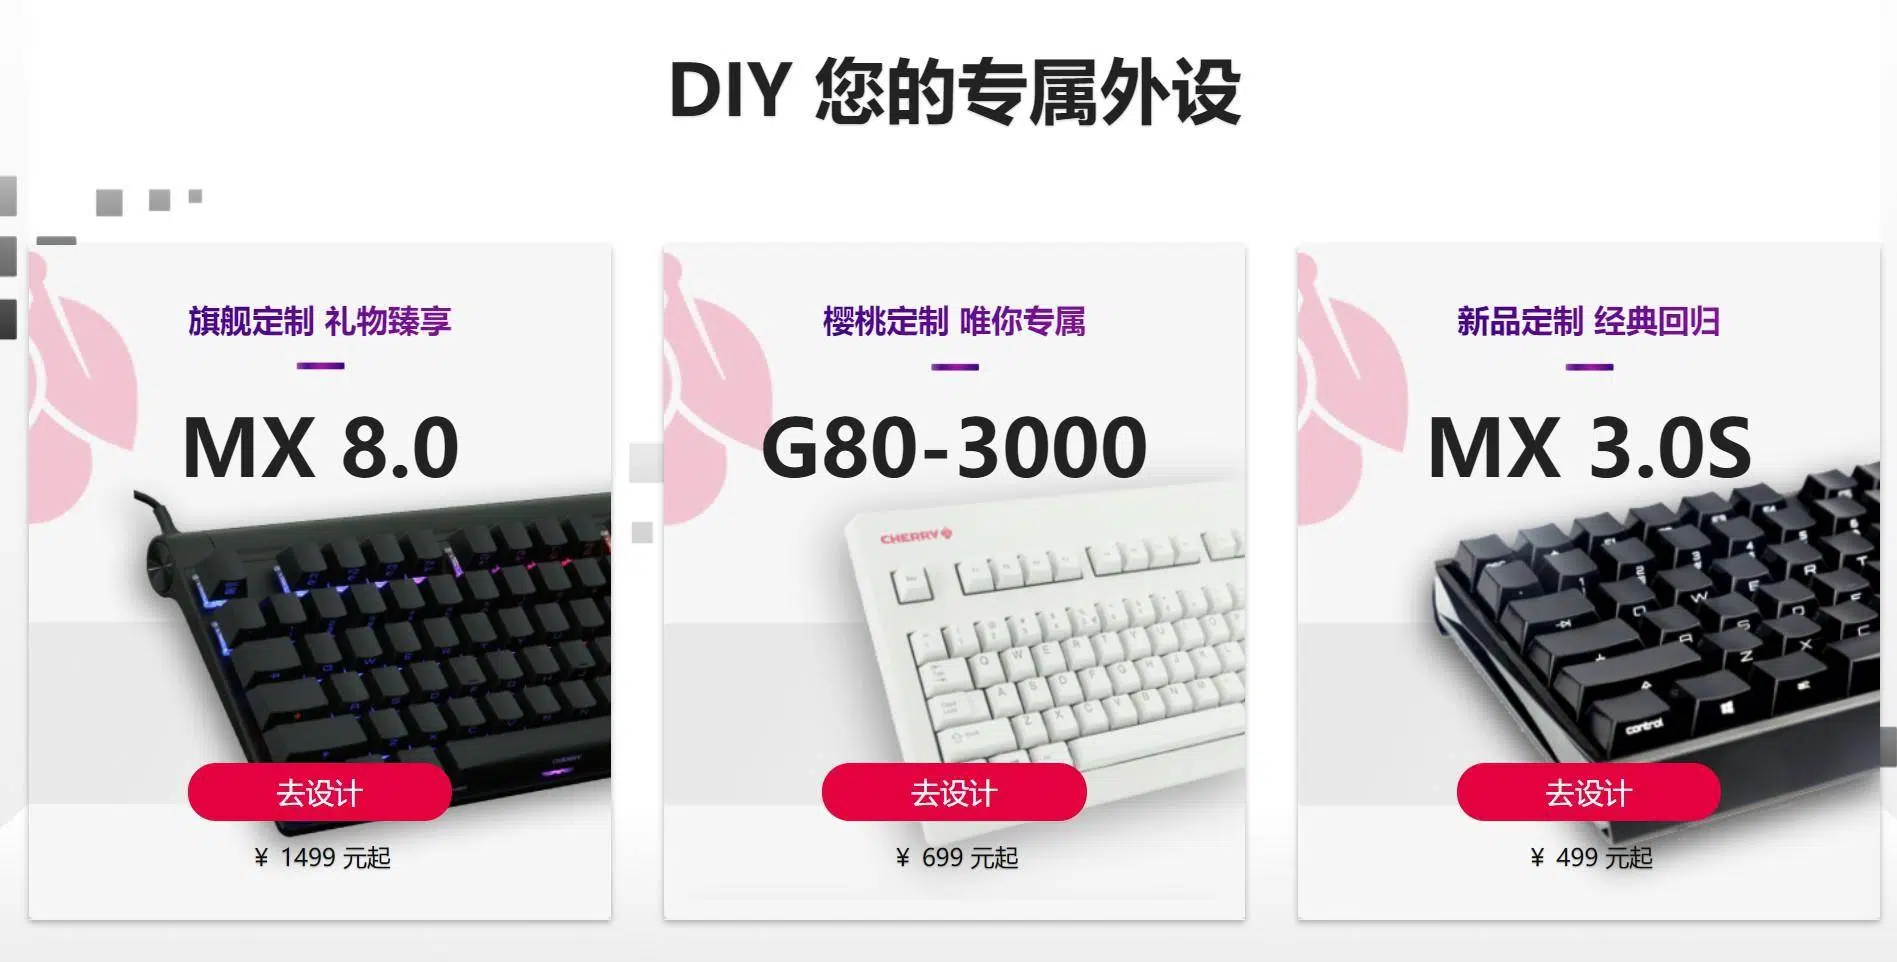 DIY 您的专属外设
旗舰定制 礼物臻享
MX 8.0
去设计
¥ 1499 元起
樱桃定制 唯你专属
G80-3000
CHERRY
去设计
¥ 699 元起
新品定制 经典回归
MX 3.0S
control
去设计
¥ 499 元起